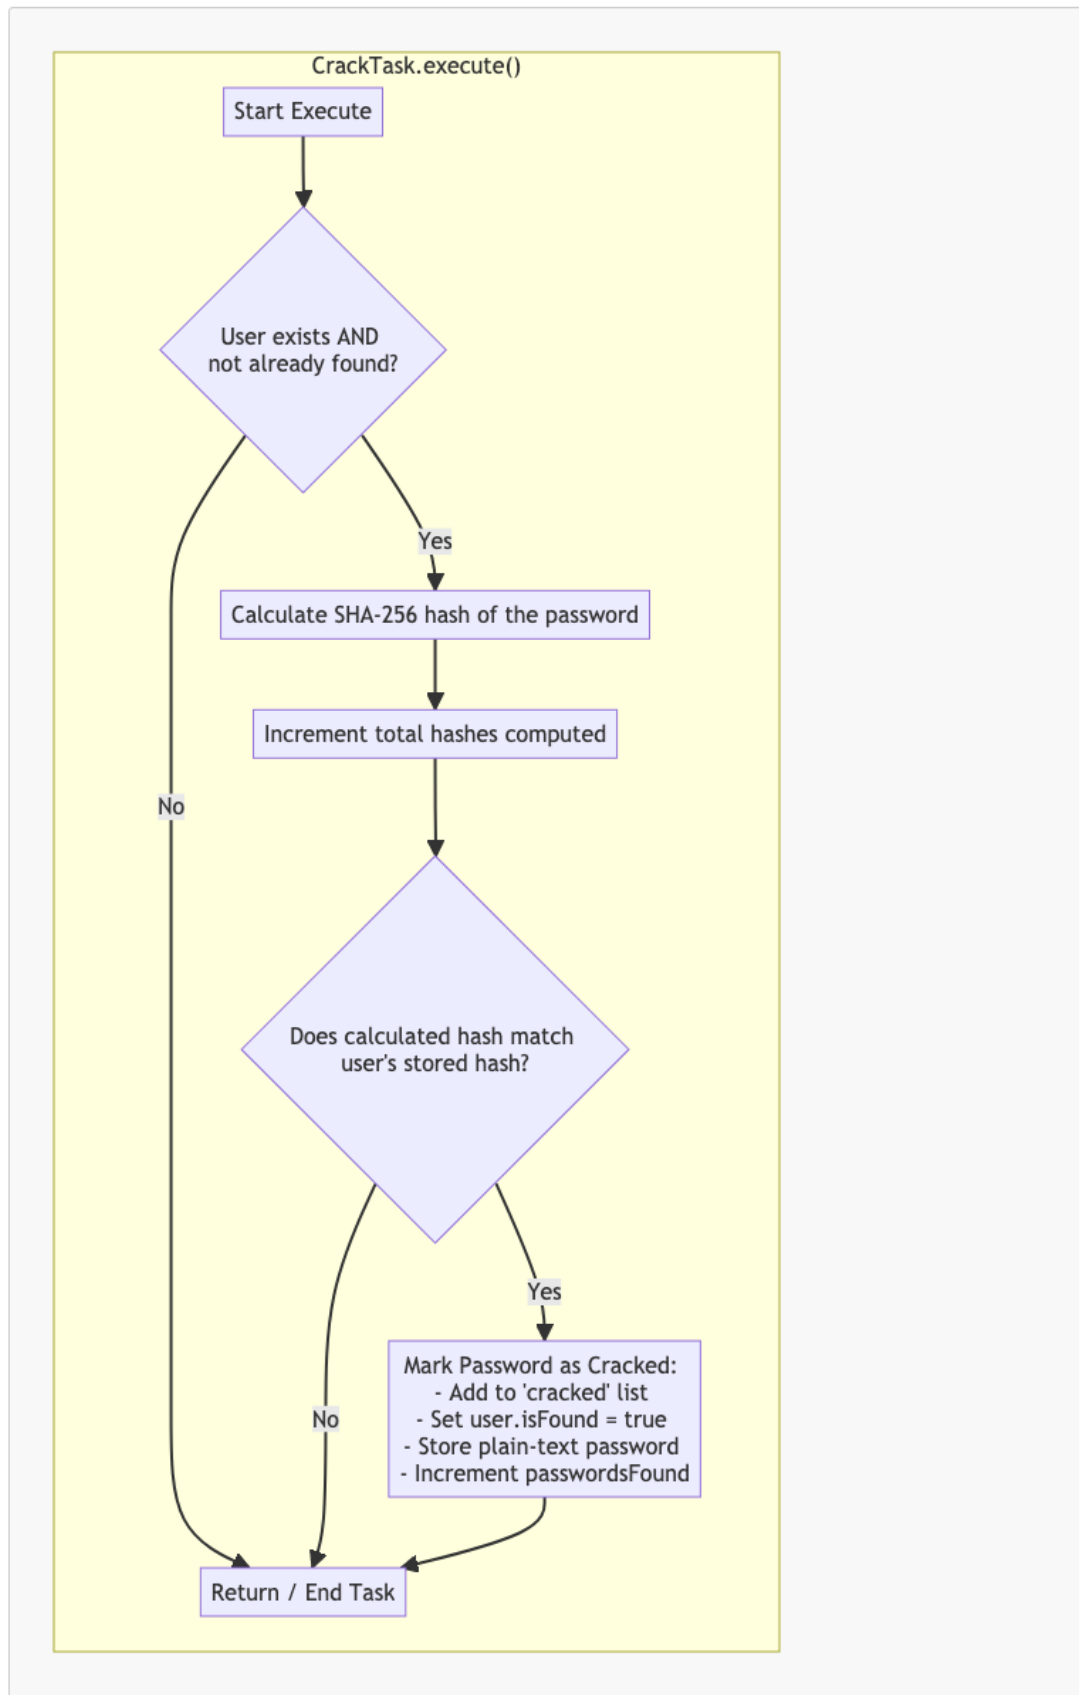 CrackTask.execute()
Start Execute
User exists AND
not already found?
Yes
Calculate SHA-256 hash of the password
Increment total hashes computed
No
Does calculated hash match
user's stored hash?
Yes
Mark Password as Cracked:
- Add to 'cracked' list
- Set user.isFound = true
- Store plain-text password
- Increment passwordsFound
No
Return / End Task